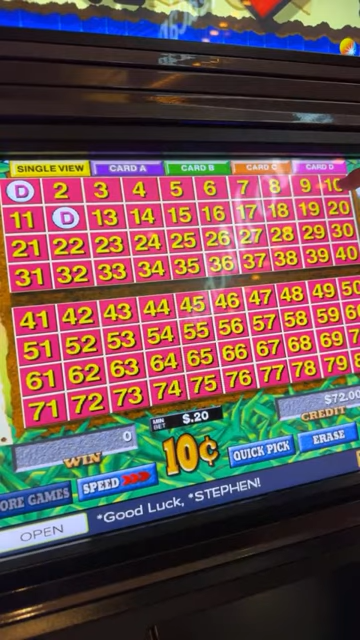 SINGLE VIEW CARD A CARD B CARD C CARD D
D 2 3 4 5 6 7 8 9 10
11 D 13 14 15 16 17 18 19 20
21 22 23 24 25 26 27 28 29 30
31 32 33 34 35 36 37 38 39 40
41 42 43 44 45 46 47 48 49 50
51 52 53 54 55 56 57 58 59
61 62 63 64 65 66 67 68 69
71 72 73 74 75 76 77 78 79
MIN BET $.20
0 $72.00
WIN 10¢ CREDIT
ORE GAMES SPEED QUICK PICK ERASE
OPEN *Good Luck, *STEPHEN!